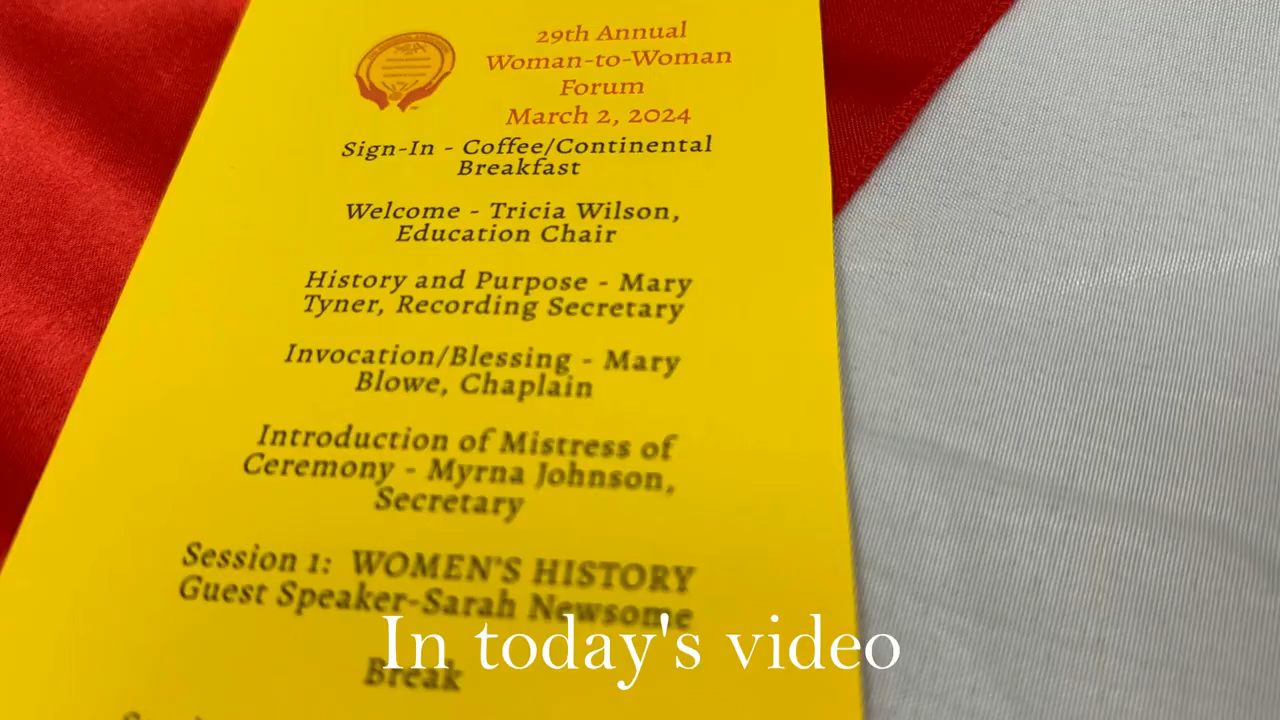 29th Annual
Woman-to-Woman
Forum
March 2, 2024
Sign-In - Coffee/Continental
Breakfast
Welcome - Tricia Wilson,
Education Chair
History and Purpose - Mary
Tyner, Recording Secretary
Invocation/Blessing - Mary
Blowe, Chaplain
Introduction of Mistress of
Ceremony - Myrna Johnson,
Secretary
Session 1: WOMEN'S HISTORY
Guest Speaker-Sarah Newsome
In today's video
Break